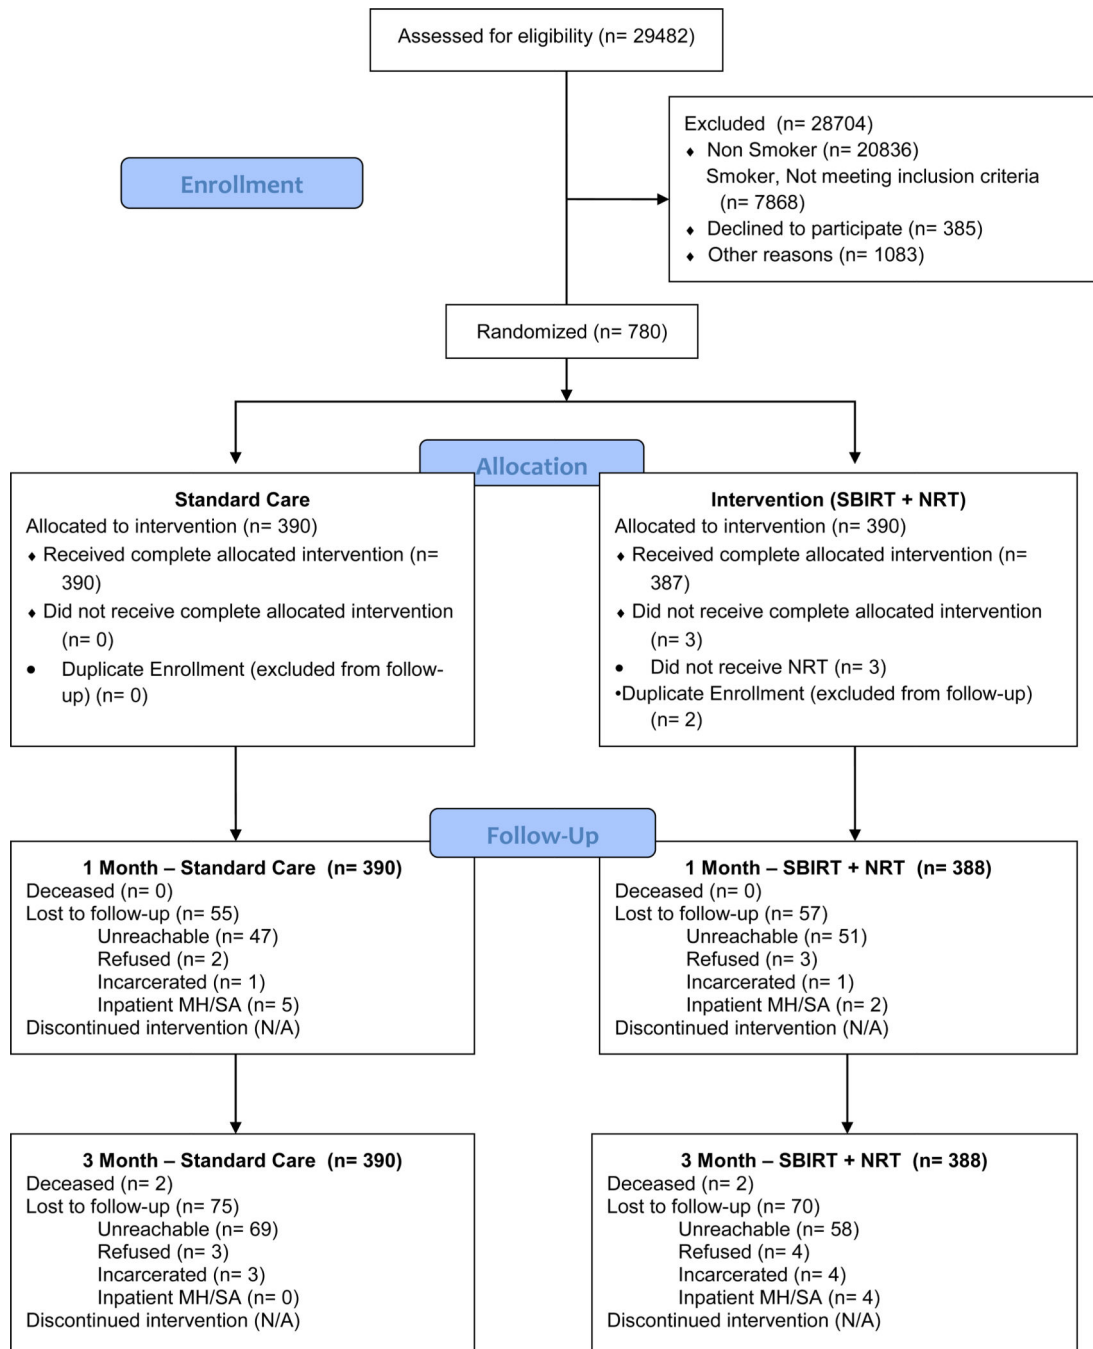 Assessed for eligibility (n= 29482)
Excluded  (n= 28704)
♦ Non Smoker (n= 20836)
Smoker, Not meeting inclusion criteria
(n= 7868)
♦ Declined to participate (n= 385)
♦ Other reasons (n= 1083)
Enrollment
Randomized (n= 780)
Allocation
Standard Care
Allocated to intervention (n= 390)
♦ Received complete allocated intervention (n=
390)
♦ Did not receive complete allocated intervention
(n= 0)
● Duplicate Enrollment (excluded from follow-
up) (n= 0)
Intervention (SBIRT + NRT)
Allocated to intervention (n= 390)
♦ Received complete allocated intervention (n=
387)
♦ Did not receive complete allocated intervention
(n= 3)
● Did not receive NRT (n= 3)
•Duplicate Enrollment (excluded from follow-up)
(n= 2)
Follow-Up
1 Month – Standard Care  (n= 390)
Deceased (n= 0)
Lost to follow-up (n= 55)
Unreachable (n= 47)
Refused (n= 2)
Incarcerated (n= 1)
Inpatient MH/SA (n= 5)
Discontinued intervention (N/A)
1 Month – SBIRT + NRT  (n= 388)
Deceased (n= 0)
Lost to follow-up (n= 57)
Unreachable (n= 51)
Refused (n= 3)
Incarcerated (n= 1)
Inpatient MH/SA (n= 2)
Discontinued intervention (N/A)
3 Month – Standard Care  (n= 390)
Deceased (n= 2)
Lost to follow-up (n= 75)
Unreachable (n= 69)
Refused (n= 3)
Incarcerated (n= 3)
Inpatient MH/SA (n= 0)
Discontinued intervention (N/A)
3 Month – SBIRT + NRT  (n= 388)
Deceased (n= 2)
Lost to follow-up (n= 70)
Unreachable (n= 58)
Refused (n= 4)
Incarcerated (n= 4)
Inpatient MH/SA (n= 4)
Discontinued intervention (N/A)